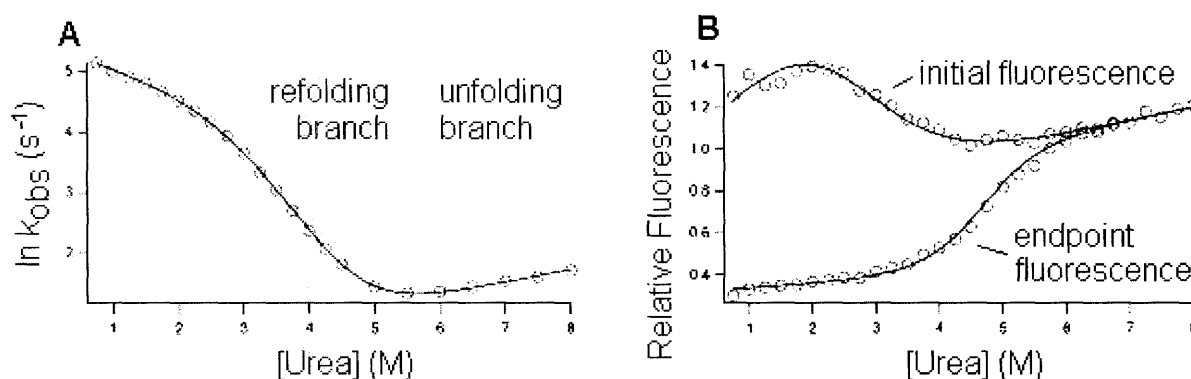 A
ln k_obs (s⁻¹)
5
4
3
2
refolding
branch
unfolding
branch
1 2 3 4 5 6 7 8
[Urea] (M)
B
Relative Fluorescence
1.4
1.2
1.0
0.8
0.6
0.4
initial fluorescence
endpoint
fluorescence
1 2 3 4 5 6 7 8
[Urea] (M)